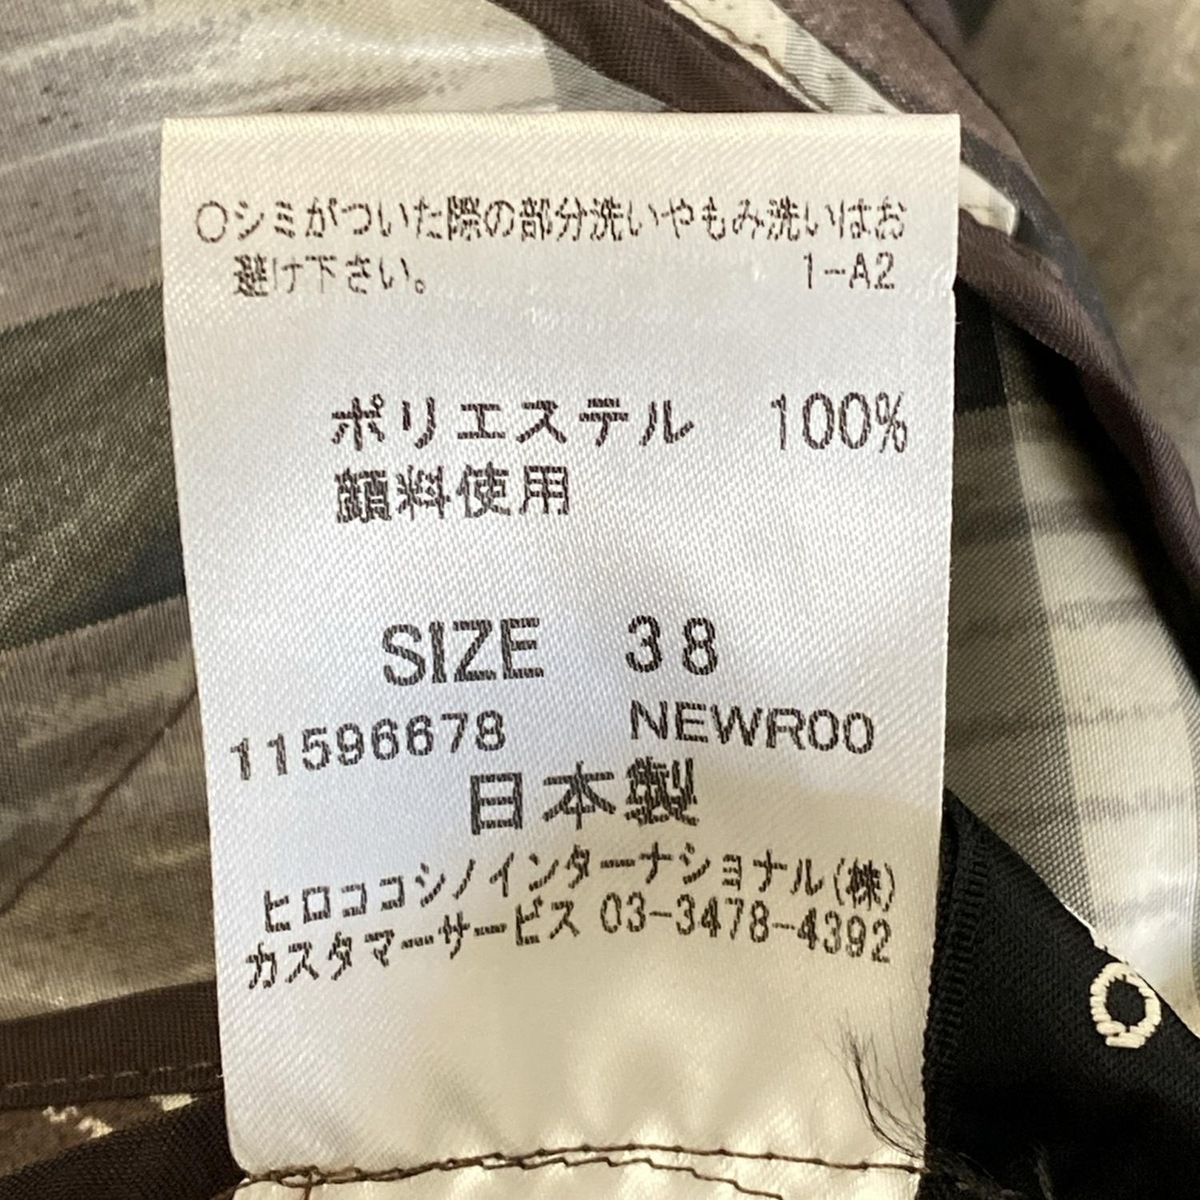 ○シミがついた際の部分洗いやもみ洗いはお
避け下さい。 1-A2
ポリエステル 100%
顔料使用
SIZE 38
11596678 NEWROO
日本製
ヒロココシノインターナショナル(株)
カスタマーサービス 03-3478-4392